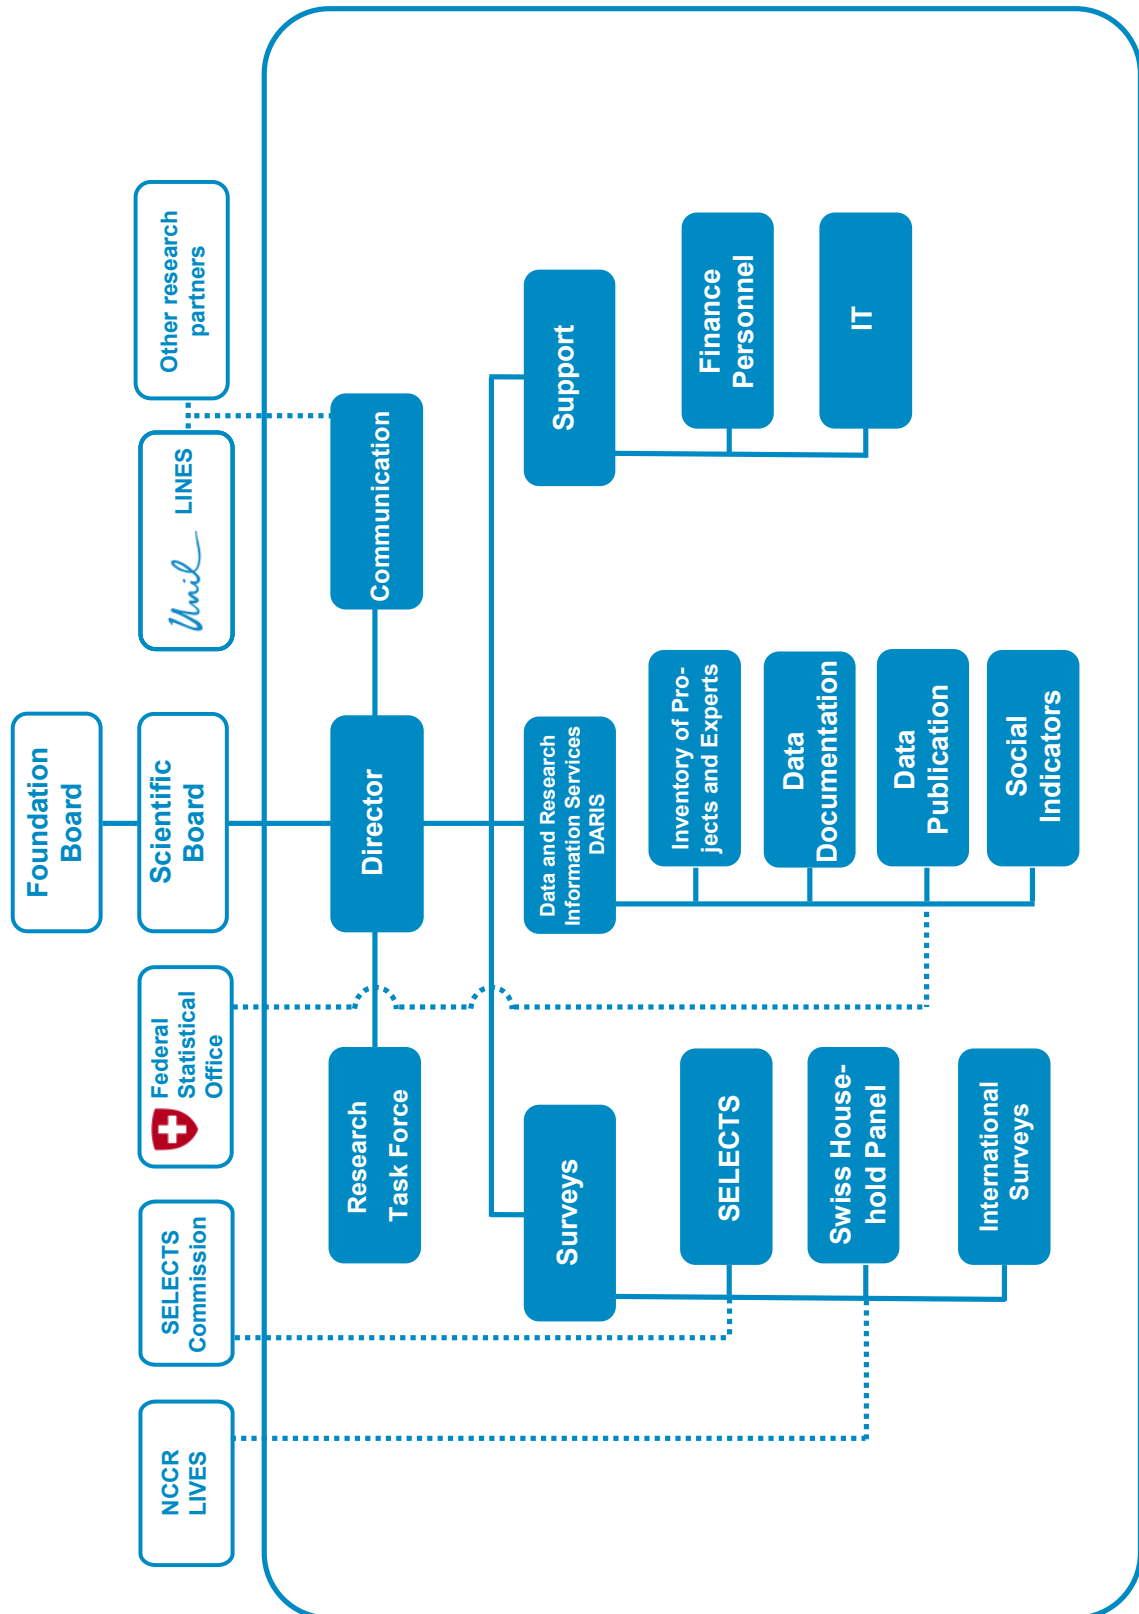 Foundation
Board
NCCR
LIVES
SELECTS
Commission
Federal
Statistical
Office
Scientific
Board
Unil
LINES
Other research
partners
Research
Task Force
Director
Communication
Surveys
Data and Research
Information Services
DARIS
Support
SELECTS
Swiss House-
hold Panel
International
Surveys
Inventory of Pro-
jects and Experts
Data
Documentation
Data
Publication
Social
Indicators
Finance
Personnel
IT